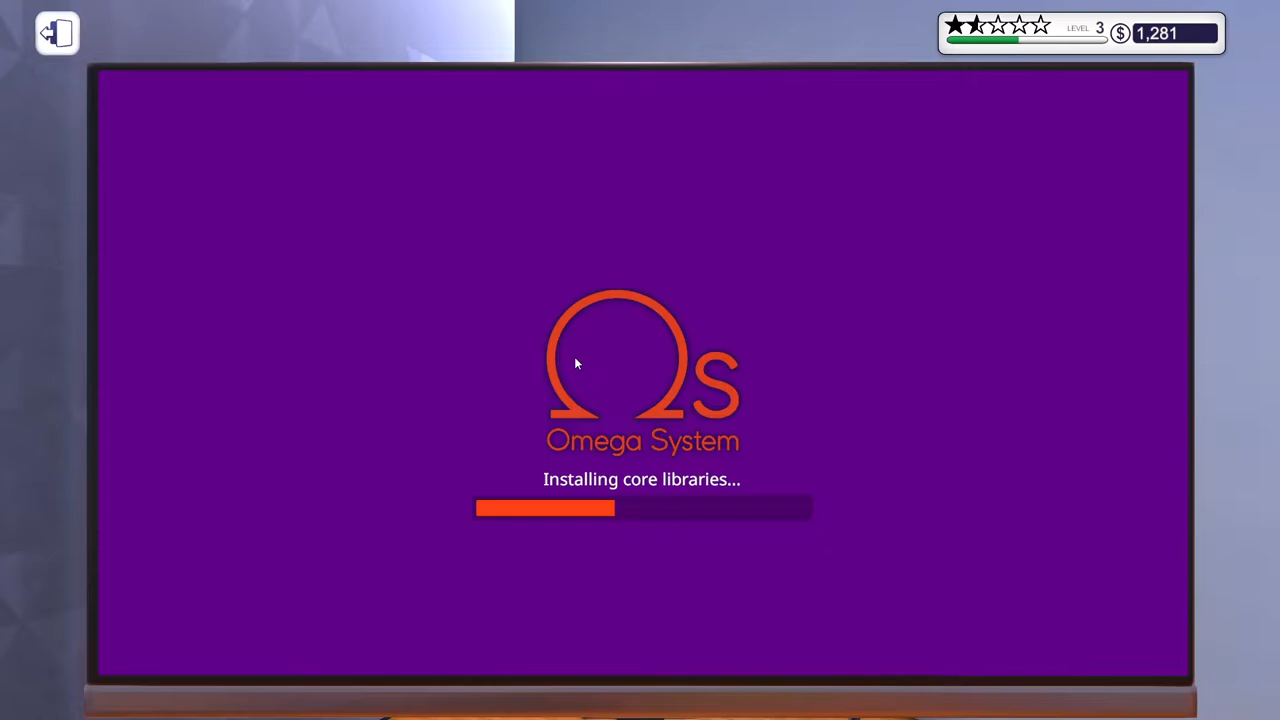 LEVEL 3 $ 1,281
Ωs
Omega System
Installing core libraries...